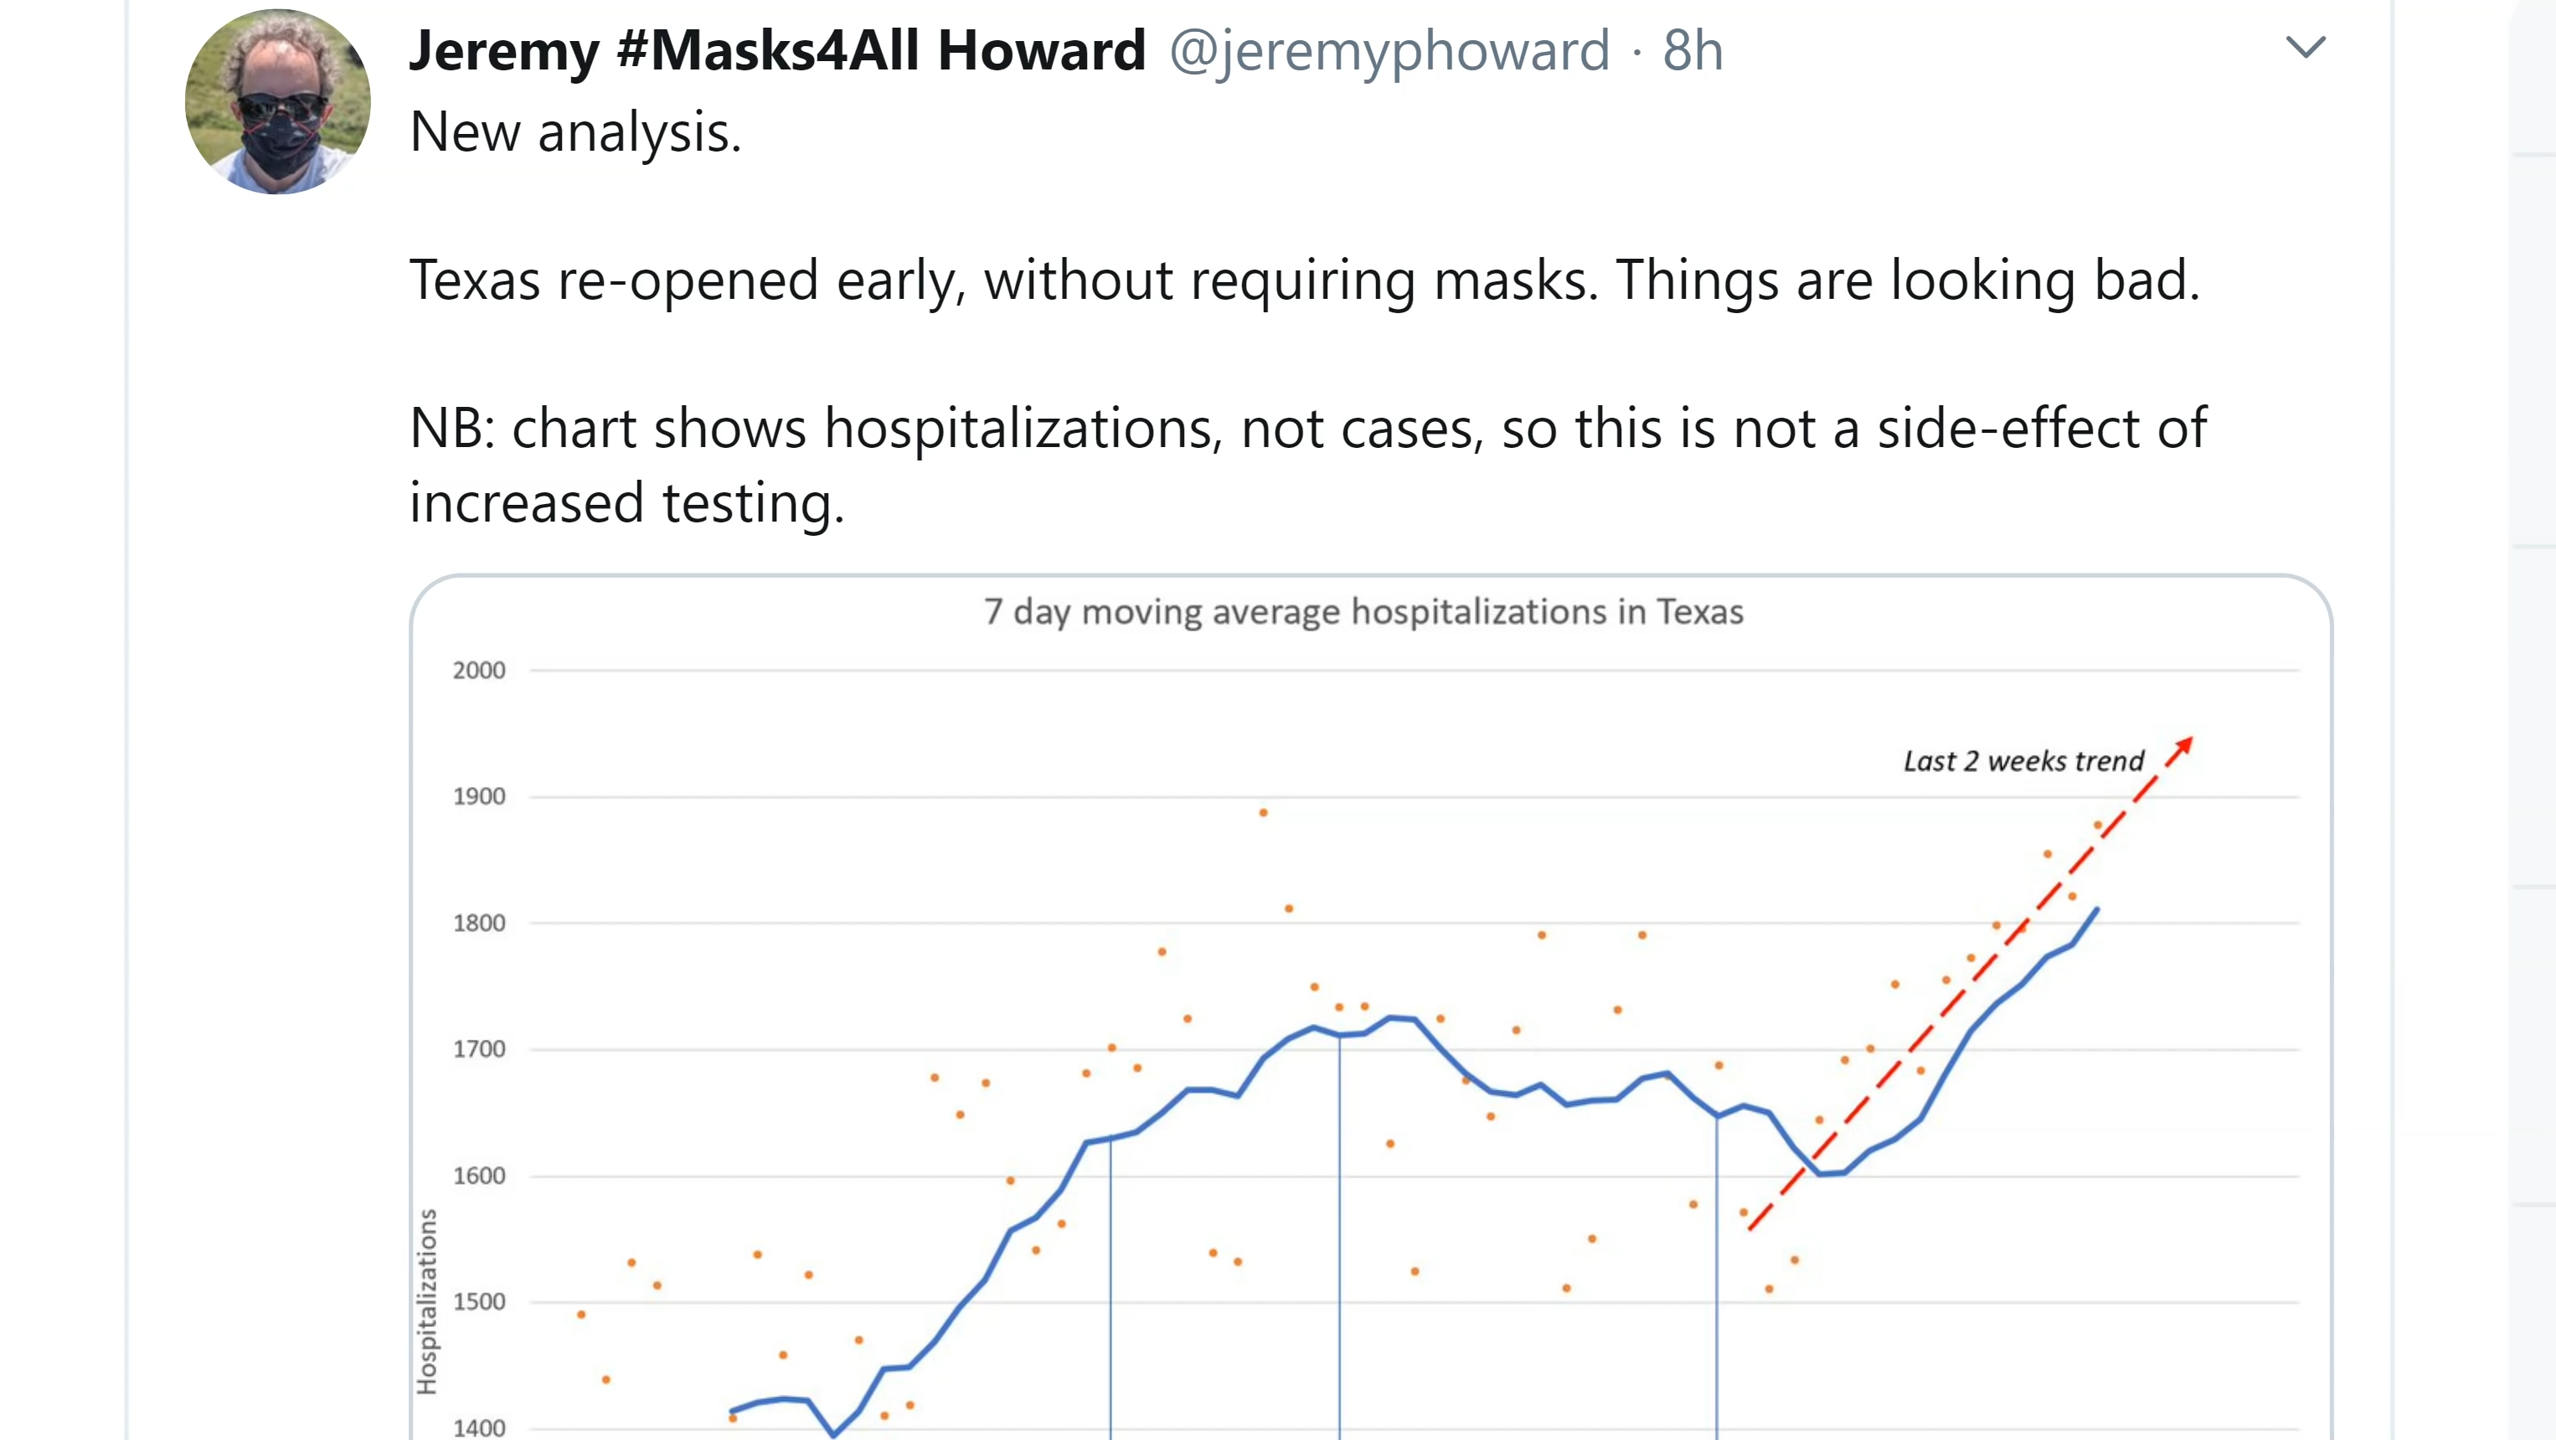 Jeremy #Masks4All Howard @jeremyphoward · 8h
New analysis.
Texas re-opened early, without requiring masks. Things are looking bad.
NB: chart shows hospitalizations, not cases, so this is not a side-effect of
increased testing.
7 day moving average hospitalizations in Texas
2000
Last 2 weeks trend
1900
1800
1700
1600
1500
1400
Hospitalizations